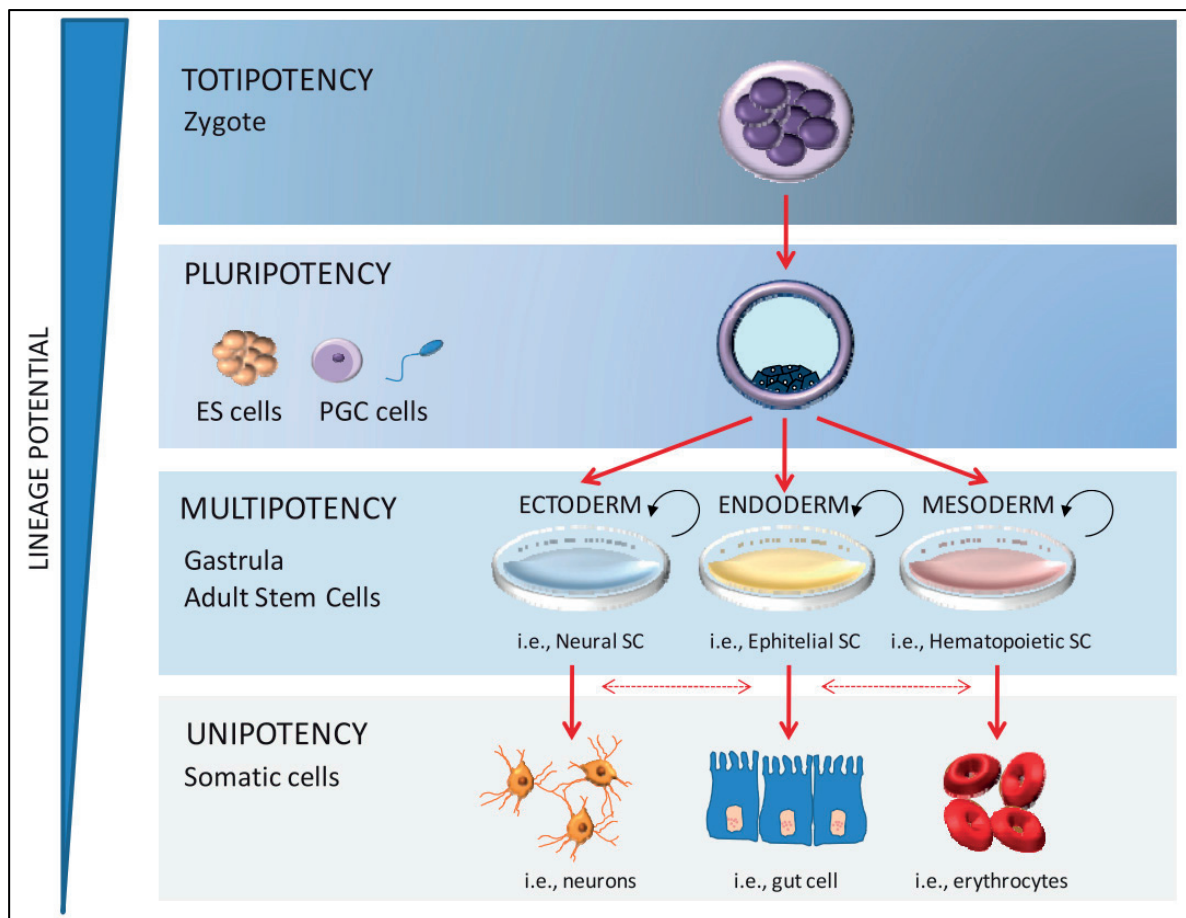 LINEAGE POTENTIAL
TOTIPOTENCY
Zygote
PLURIPOTENCY
ES cells
PGC cells
MULTIPOTENCY
Gastrula
Adult Stem Cells
ECTODERM
ENDODERM
MESODERM
i.e., Neural SC
i.e., Ephitelial SC
i.e., Hematopoietic SC
UNIPOTENCY
Somatic cells
i.e., neurons
i.e., gut cell
i.e., erythrocytes